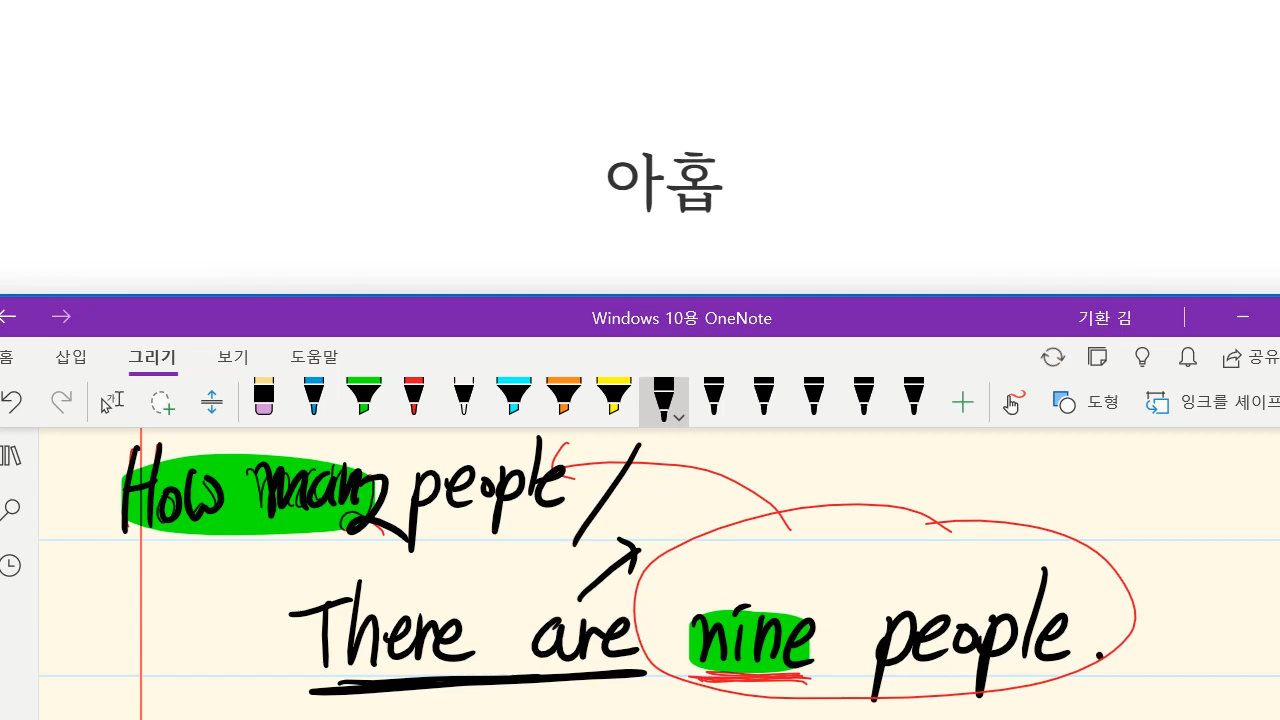 아홉
Windows 10용 OneNote
기환 김
홈 삽입 그리기 보기 도움말 공유
도형 잉크를 셰이프
How many people /
There are nine people.